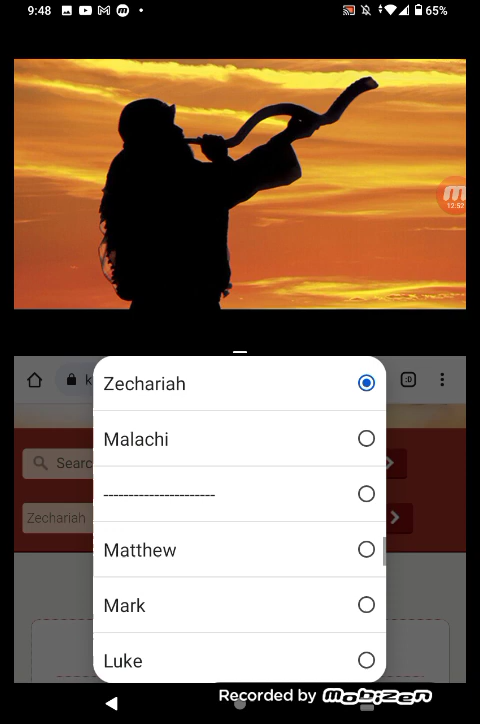 9:48
65%
12:52
k
:D
Searc
Zechariah
Zechariah
Malachi
----------------------
Matthew
Mark
Luke
Recorded by Mobizen